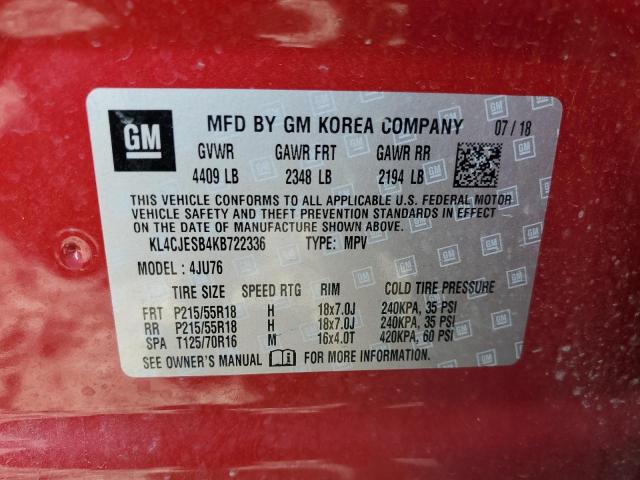 GM MFD BY GM KOREA COMPANY 07/18
GVWR GAWR FRT GAWR RR
4409 LB 2348 LB 2194 LB
THIS VEHICLE CONFORMS TO ALL APPLICABLE U.S. FEDERAL MOTOR
VEHICLE SAFETY AND THEFT PREVENTION STANDARDS IN EFFECT
ON THE DATE OF MANUFACTURE SHOWN ABOVE.
KL4CJESB4KB722336 TYPE: MPV
MODEL: 4JU76
TIRE SIZE SPEED RTG RIM COLD TIRE PRESSURE
FRT P215/55R18 H 18x7.0J 240KPA, 35 PSI
RR P215/55R18 H 18x7.0J 240KPA, 35 PSI
SPA T125/70R16 M 16x4.0T 420KPA, 60 PSI
SEE OWNER'S MANUAL FOR MORE INFORMATION.